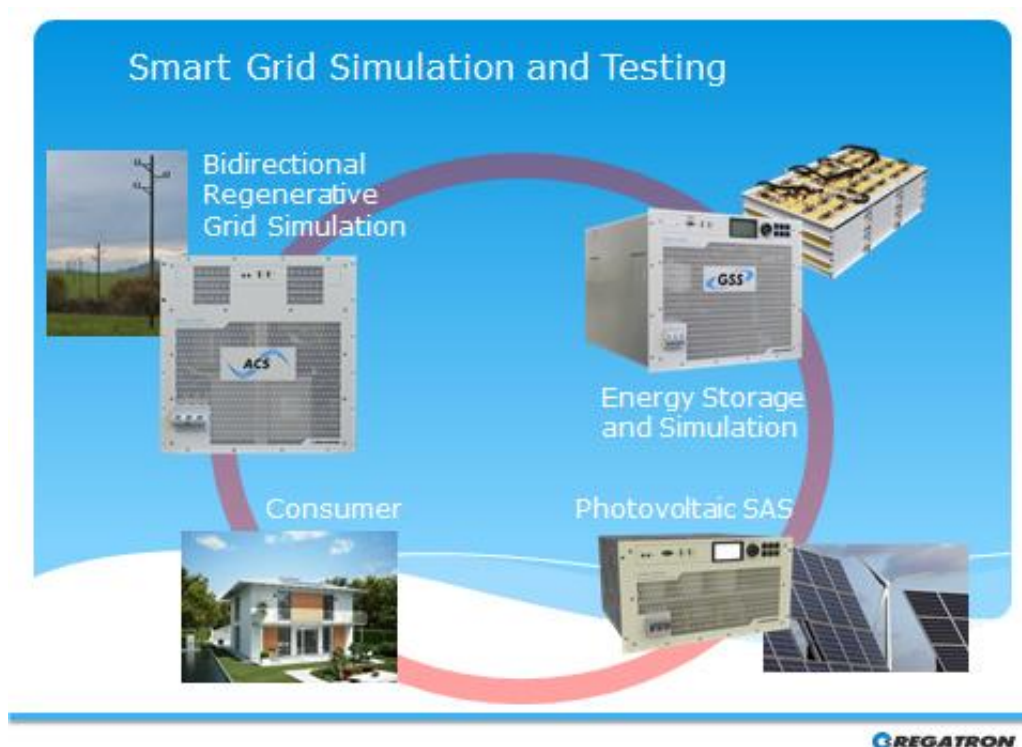 Smart Grid Simulation and Testing
Bidirectional
Regenerative
Grid Simulation
ACS
GSS
Energy Storage
and Simulation
Consumer
Photovoltaic SAS
REGATRON